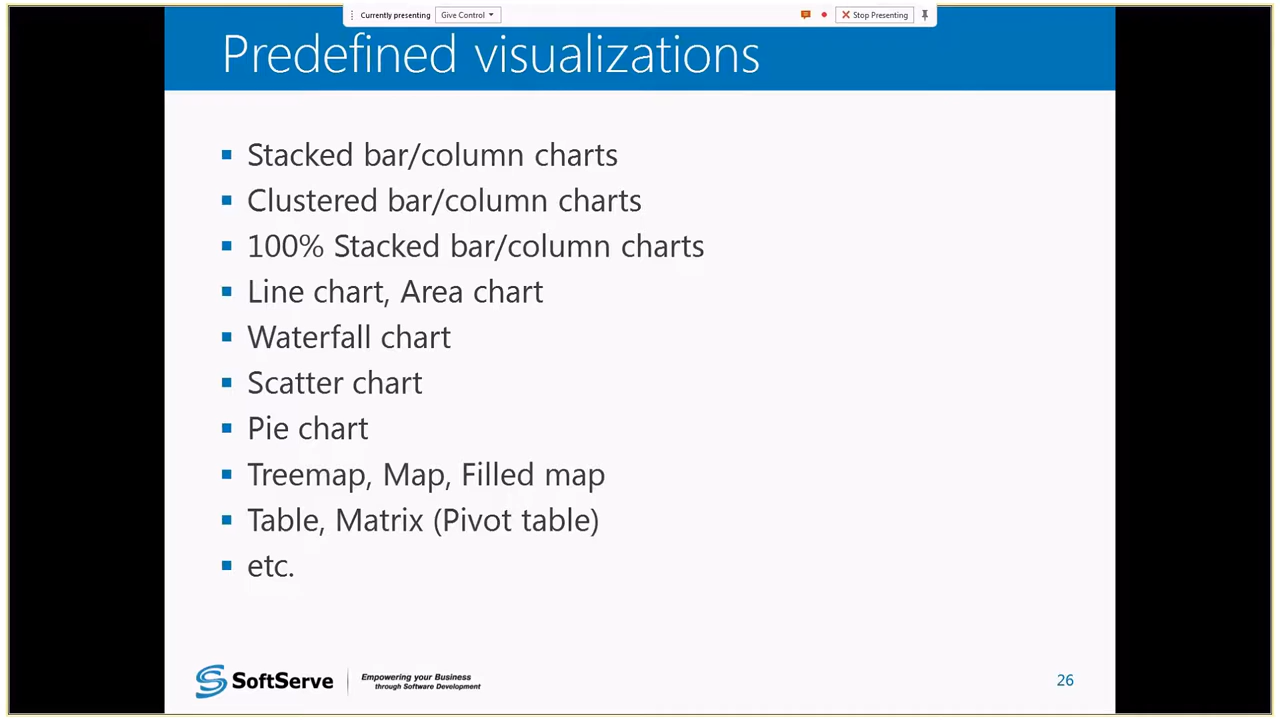 Currently presenting Give Control Stop Presenting
Predefined visualizations
Stacked bar/column charts
Clustered bar/column charts
100% Stacked bar/column charts
Line chart, Area chart
Waterfall chart
Scatter chart
Pie chart
Treemap, Map, Filled map
Table, Matrix (Pivot table)
etc.
SoftServe
Empowering your Business
through Software Development
26